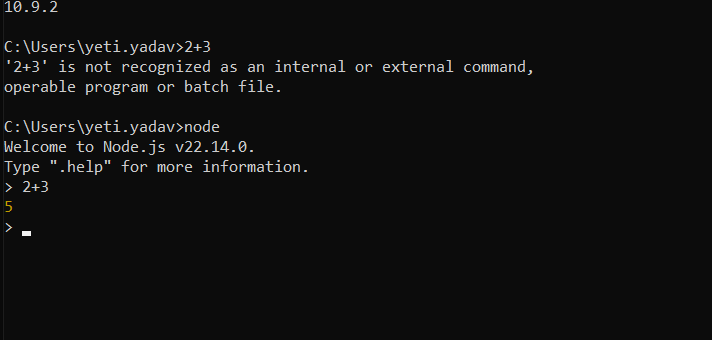 10.9.2
C:\Users\yeti.yadav>2+3
'2+3' is not recognized as an internal or external command,
operable program or batch file.
C:\Users\yeti.yadav>node
Welcome to Node.js v22.14.0.
Type ".help" for more information.
> 2+3
5
>